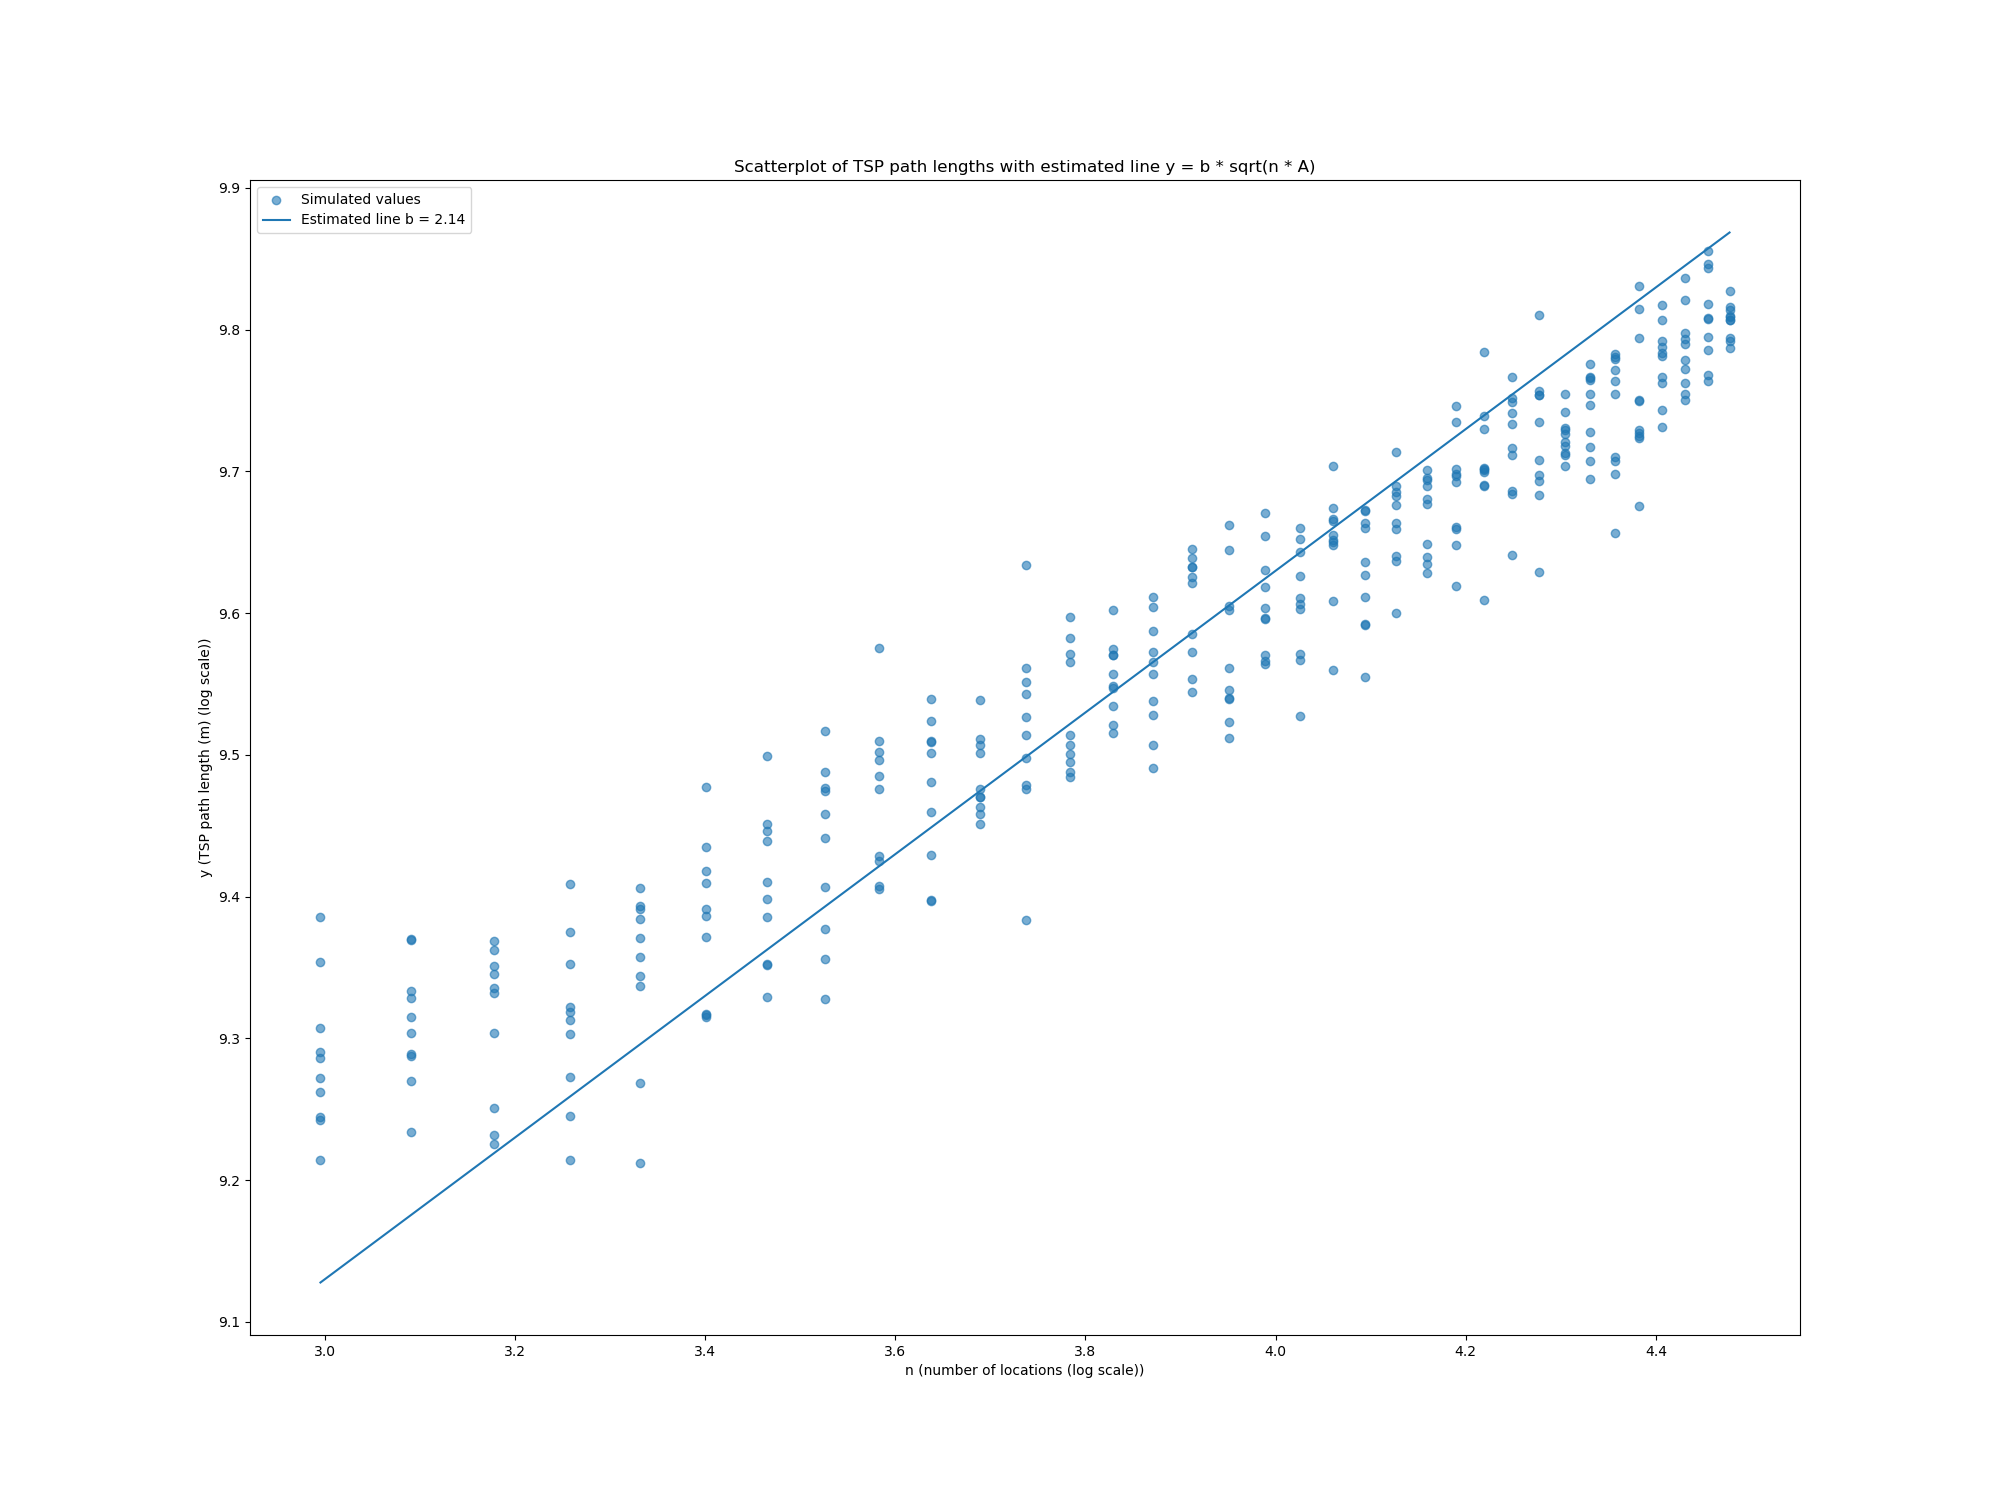 Scatterplot of TSP path lengths with estimated line y = b * sqrt(n * A)
Simulated values
Estimated line b = 2.14
y (TSP path length (m) (log scale))
9.9
9.8
9.7
9.6
9.5
9.4
9.3
9.2
9.1
3.0 3.2 3.4 3.6 3.8 4.0 4.2 4.4
n (number of locations (log scale))